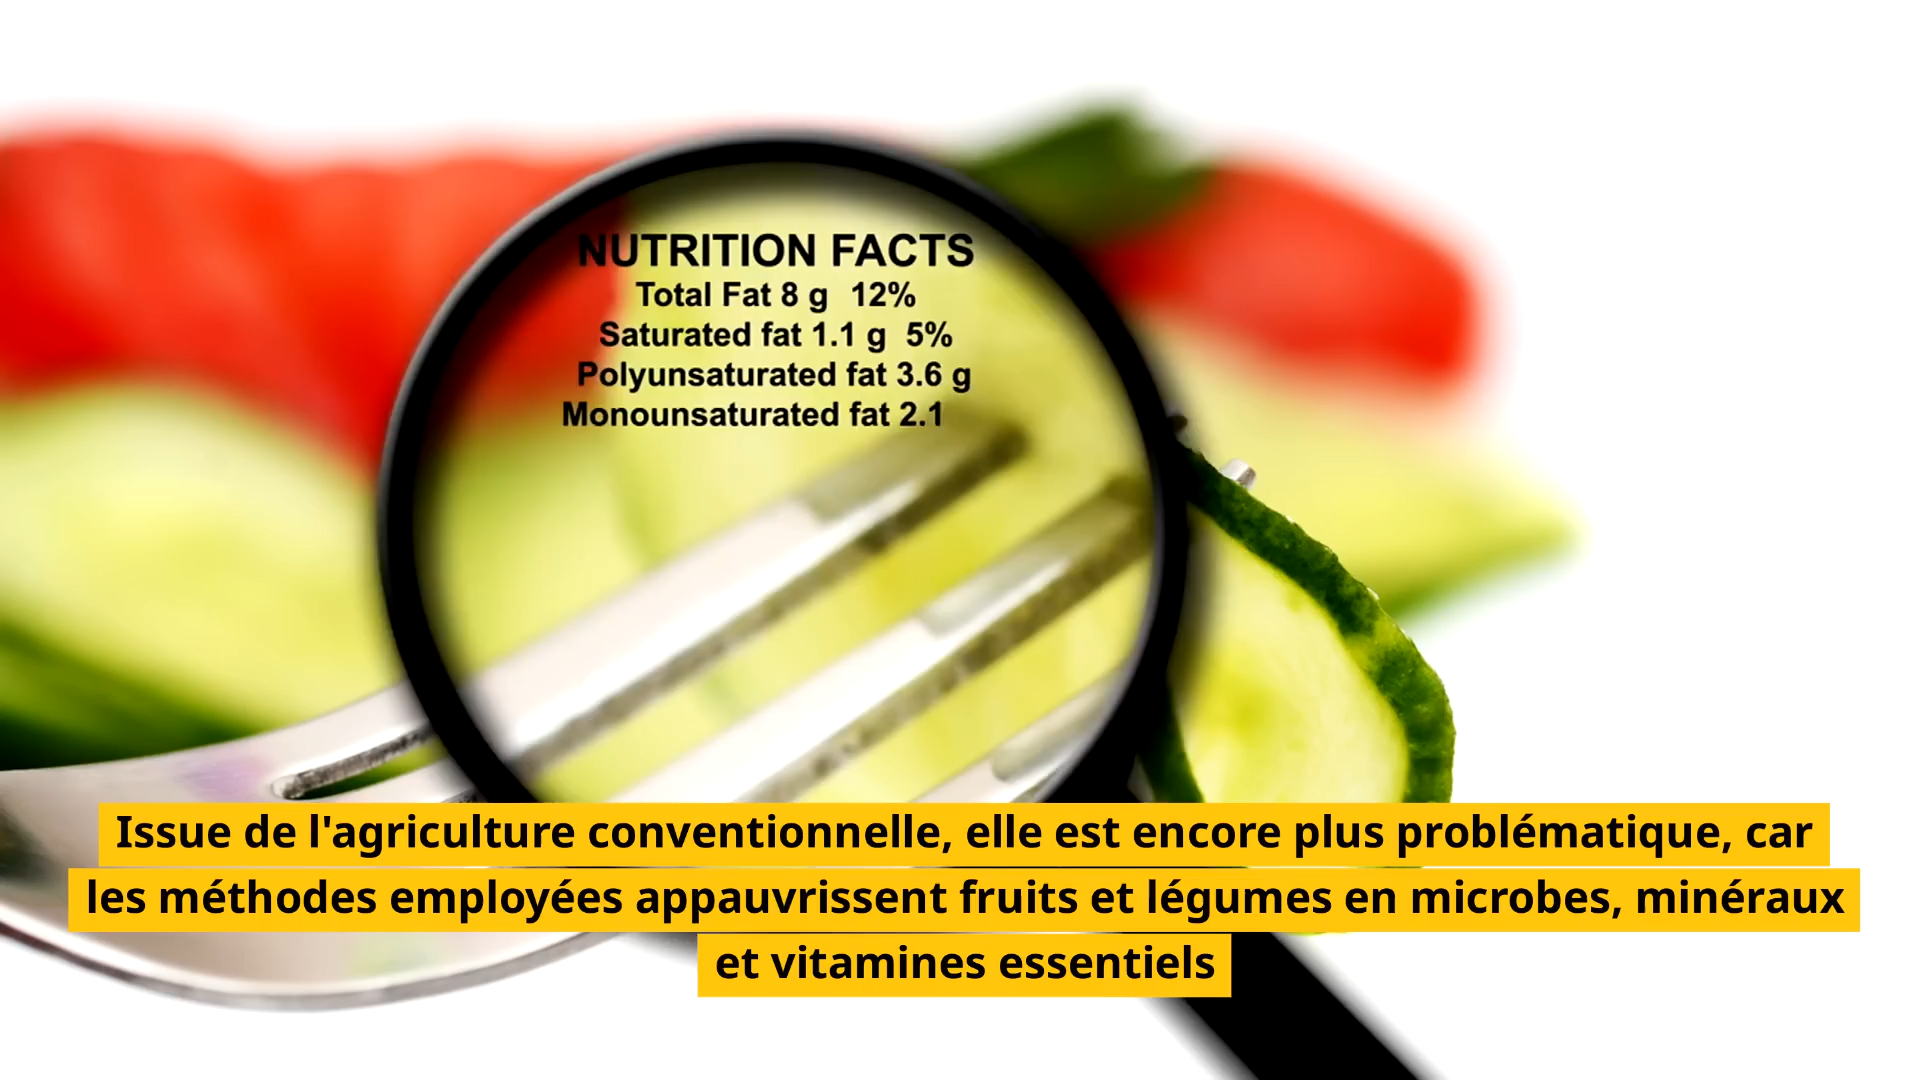 NUTRITION FACTS
Total Fat 8 g 12%
Saturated fat 1.1 g 5%
Polyunsaturated fat 3.6 g
Monounsaturated fat 2.1
Issue de l'agriculture conventionnelle, elle est encore plus problématique, car
les méthodes employées appauvrissent fruits et légumes en microbes, minéraux
et vitamines essentiels